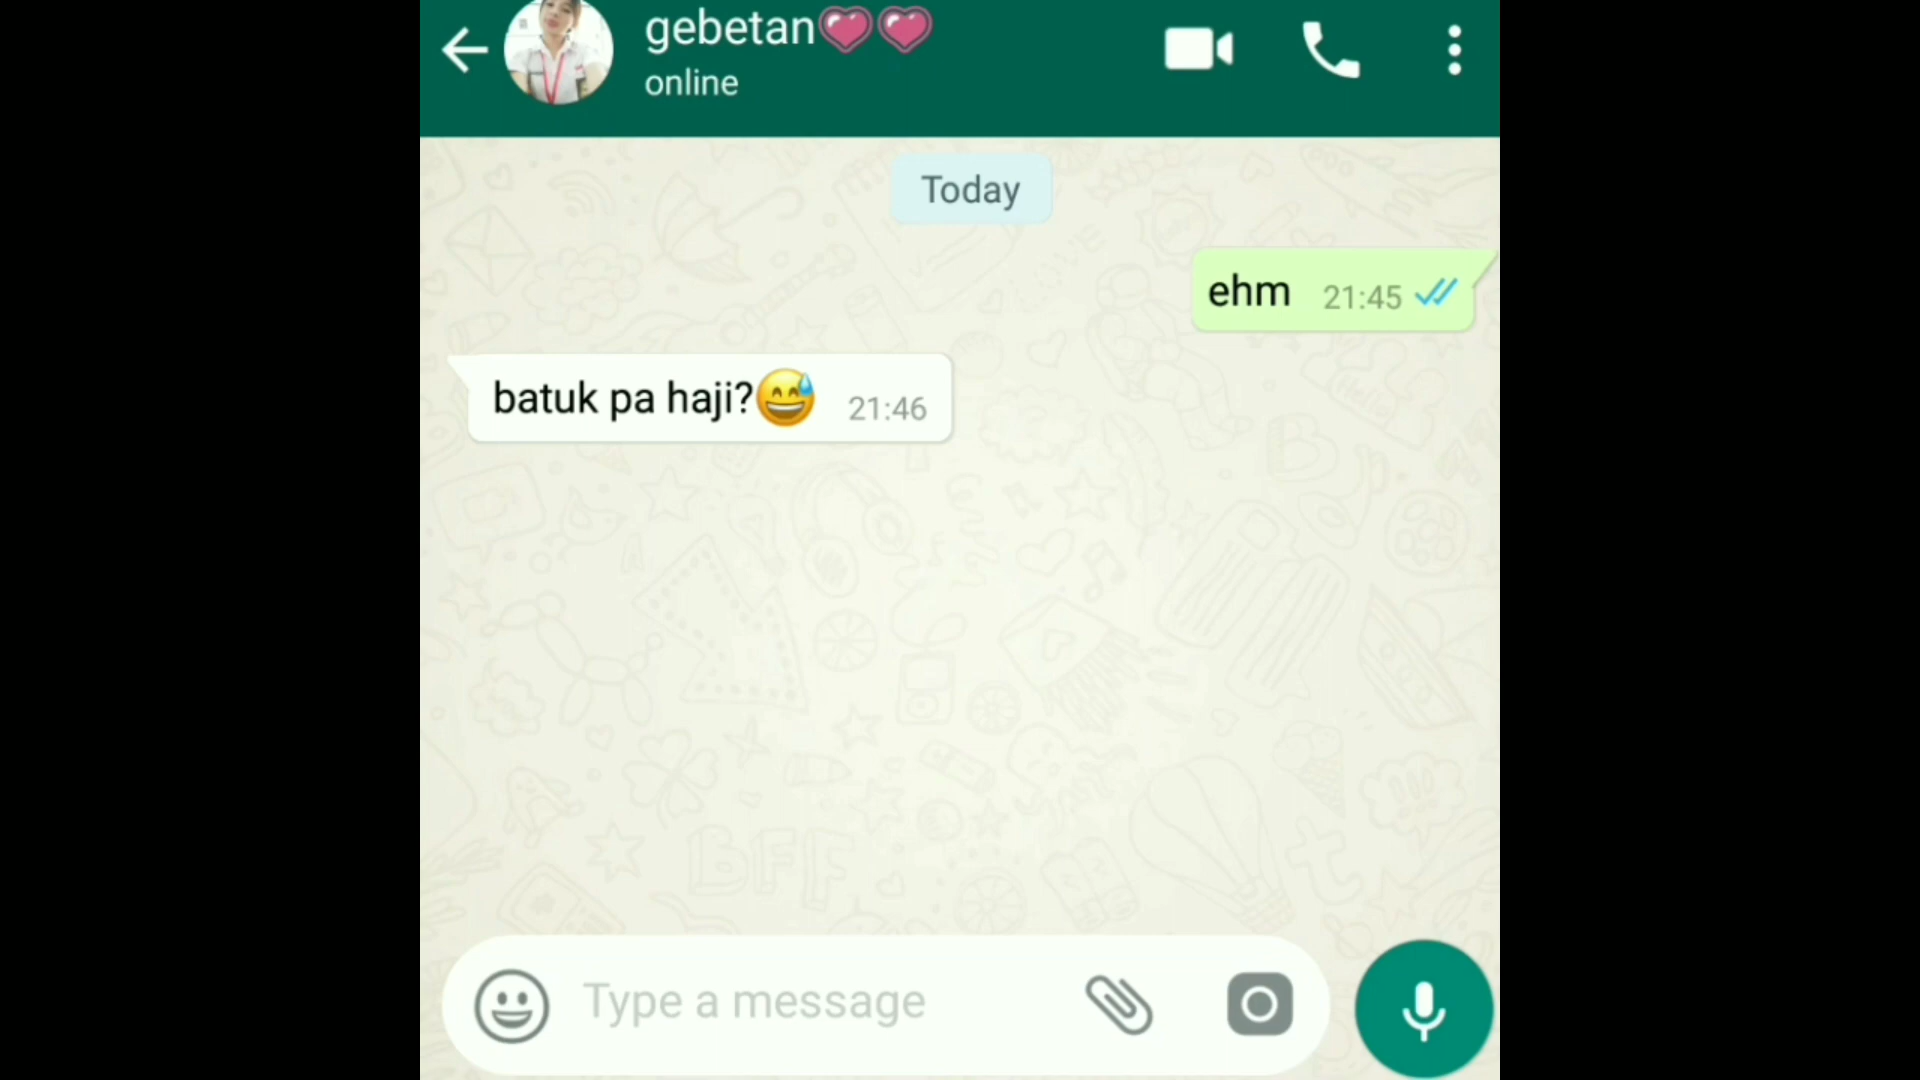 gebetan💗💗
online
Today
ehm 21:45
batuk pa haji?😅 21:46
Type a message